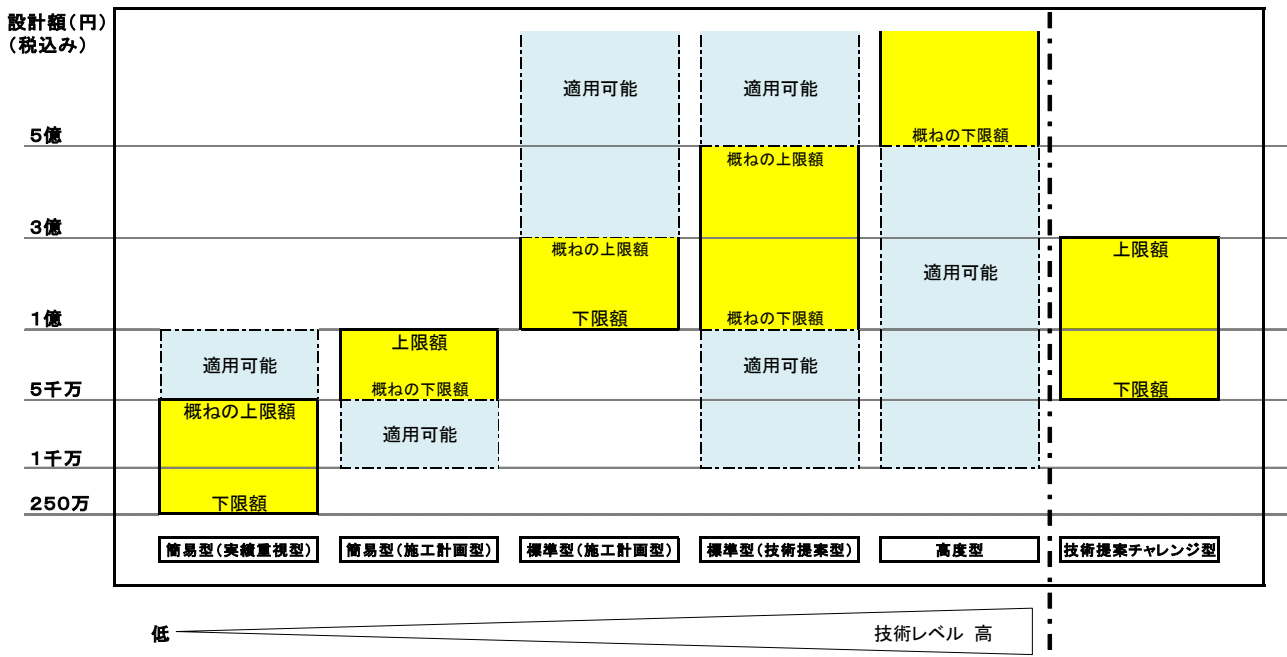 設計額(円)
(税込み)
適用可能
適用可能
5億
概ねの下限額
概ねの上限額
3億
概ねの上限額
上限額
適用可能
1億
下限額
概ねの下限額
上限額
適用可能
適用可能
5千万
概ねの下限額
下限額
概ねの上限額
適用可能
1千万
250万
下限額
簡易型(実績重視型)
簡易型(施工計画型)
標準型(施工計画型)
標準型(技術提案型)
高度型
技術提案チャレンジ型
低
技術レベル 高